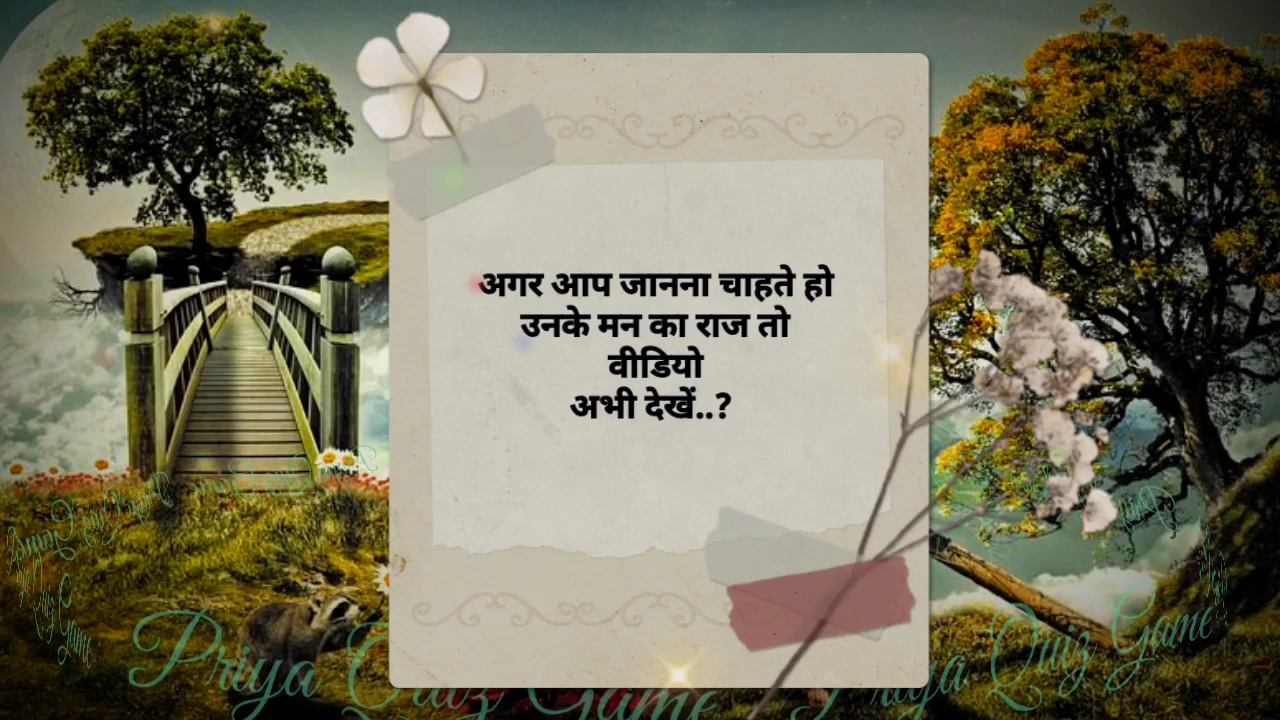 अगर आप जानना चाहते हो
उनके मन का राज तो
वीडियो
अभी देखें..?
Priya Quiz Game
Priya Quiz Game